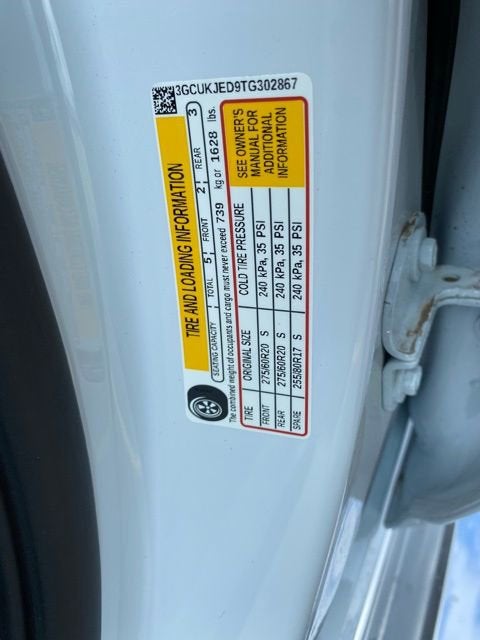 3GCUKJED9TG302867
TIRE AND LOADING INFORMATION
SEATING CAPACITY TOTAL 5 FRONT 2 REAR 3
The combined weight of occupants and cargo must never exceed 739 kg or 1628 lbs.
TIRE ORIGINAL SIZE COLD TIRE PRESSURE
FRONT 275/60R20 S 240 kPa, 35 PSI
REAR 275/60R20 S 240 kPa, 35 PSI
SPARE 255/80R17 S 240 kPa, 35 PSI
SEE OWNER'S
MANUAL FOR
ADDITIONAL
INFORMATION